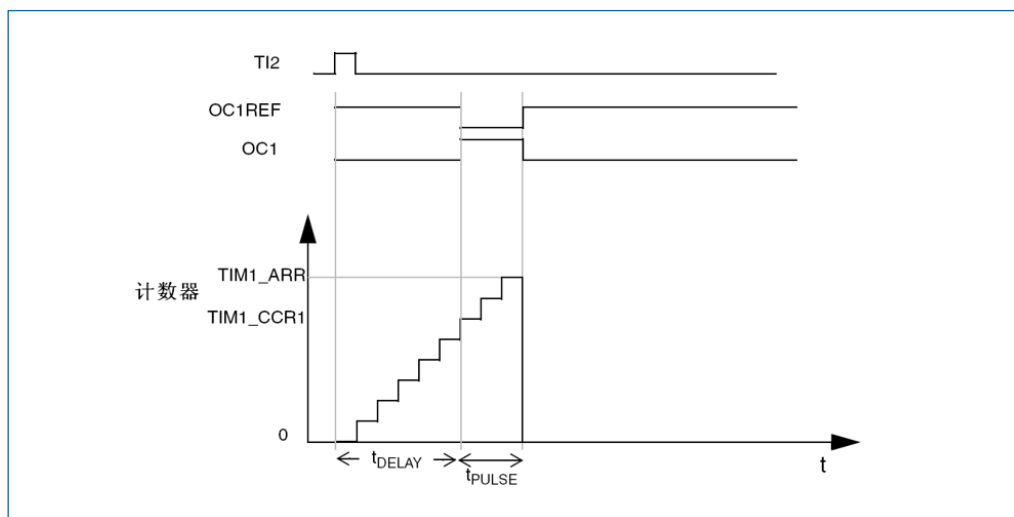 TI2
OC1REF
OC1
TIM1_ARR
计数器
TIM1_CCR1
0
tDELAY
tPULSE
t